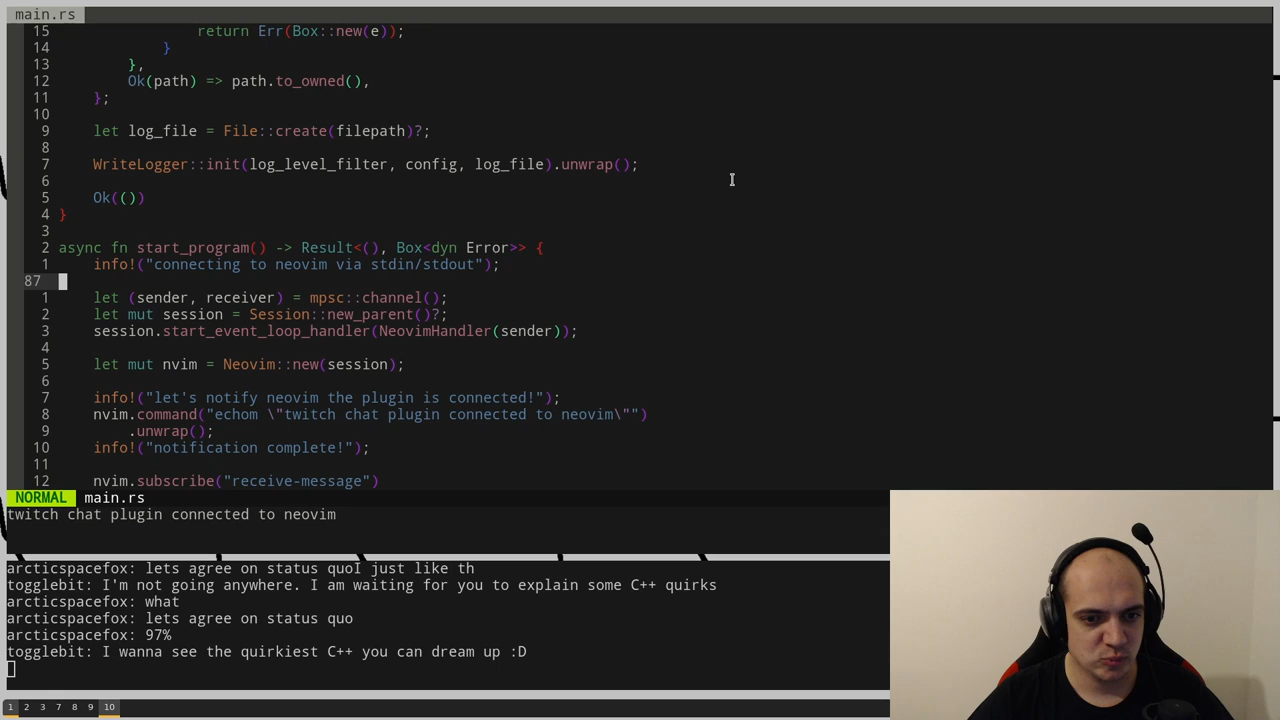 main.rs
15 return Err(Box::new(e));
14 }
13 },
12 Ok(path) => path.to_owned(),
11 };
10
9 let log_file = File::create(filepath)?;
8
7 WriteLogger::init(log_level_filter, config, log_file).unwrap();
6
5 Ok(())
4 }
3
2 async fn start_program() -> Result<(), Box<dyn Error>> {
1 info!("connecting to neovim via stdin/stdout");
87
1 let (sender, receiver) = mpsc::channel();
2 let mut session = Session::new_parent()?;
3 session.start_event_loop_handler(NeovimHandler(sender));
4
5 let mut nvim = Neovim::new(session);
6
7 info!("let's notify neovim the plugin is connected!");
8 nvim.command("echom \"twitch chat plugin connected to neovim\"")
9 .unwrap();
10 info!("notification complete!");
11
12 nvim.subscribe("receive-message")
NORMAL main.rs
twitch chat plugin connected to neovim
arcticspacefox: lets agree on status quoI just like th
togglebit: I'm not going anywhere. I am waiting for you to explain some C++ quirks
arcticspacefox: what
arcticspacefox: lets agree on status quo
arcticspacefox: 97%
togglebit: I wanna see the quirkiest C++ you can dream up :D
1 2 3 7 8 9 10